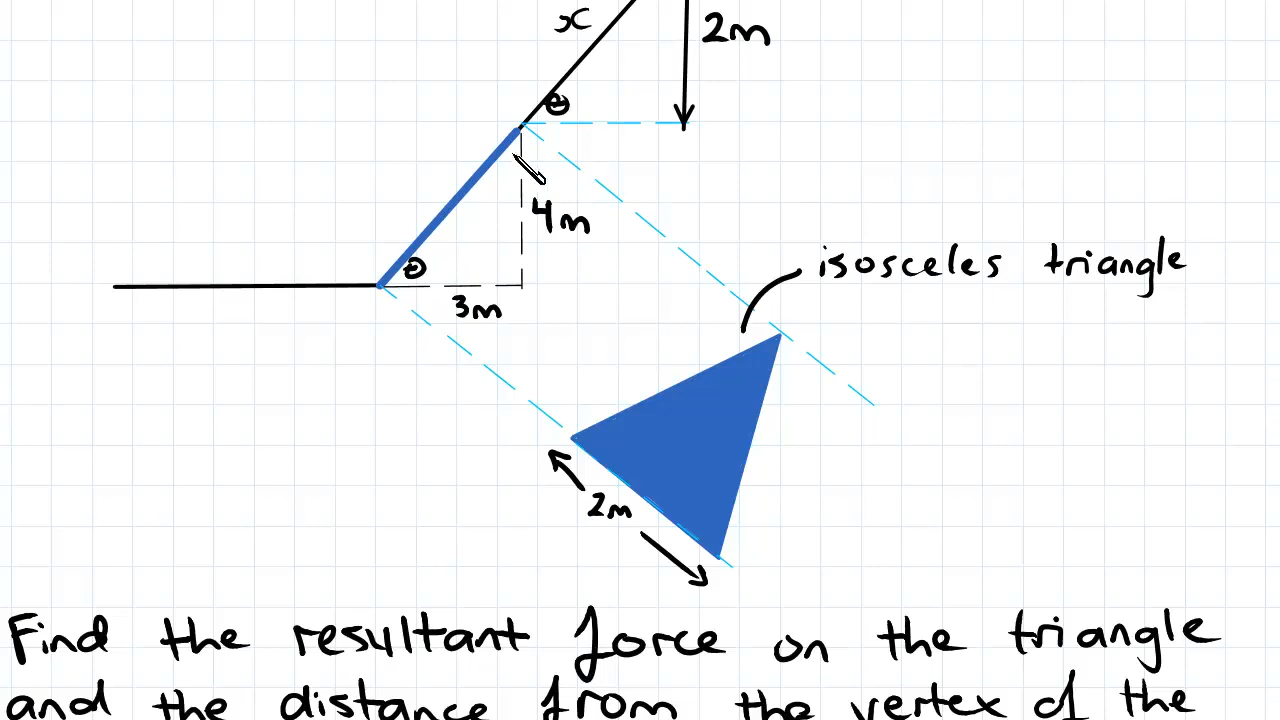 x
2m
θ
4m
θ
isosceles triangle
3m
2m
Find the resultant force on the triangle
and the distance from the vertex of the